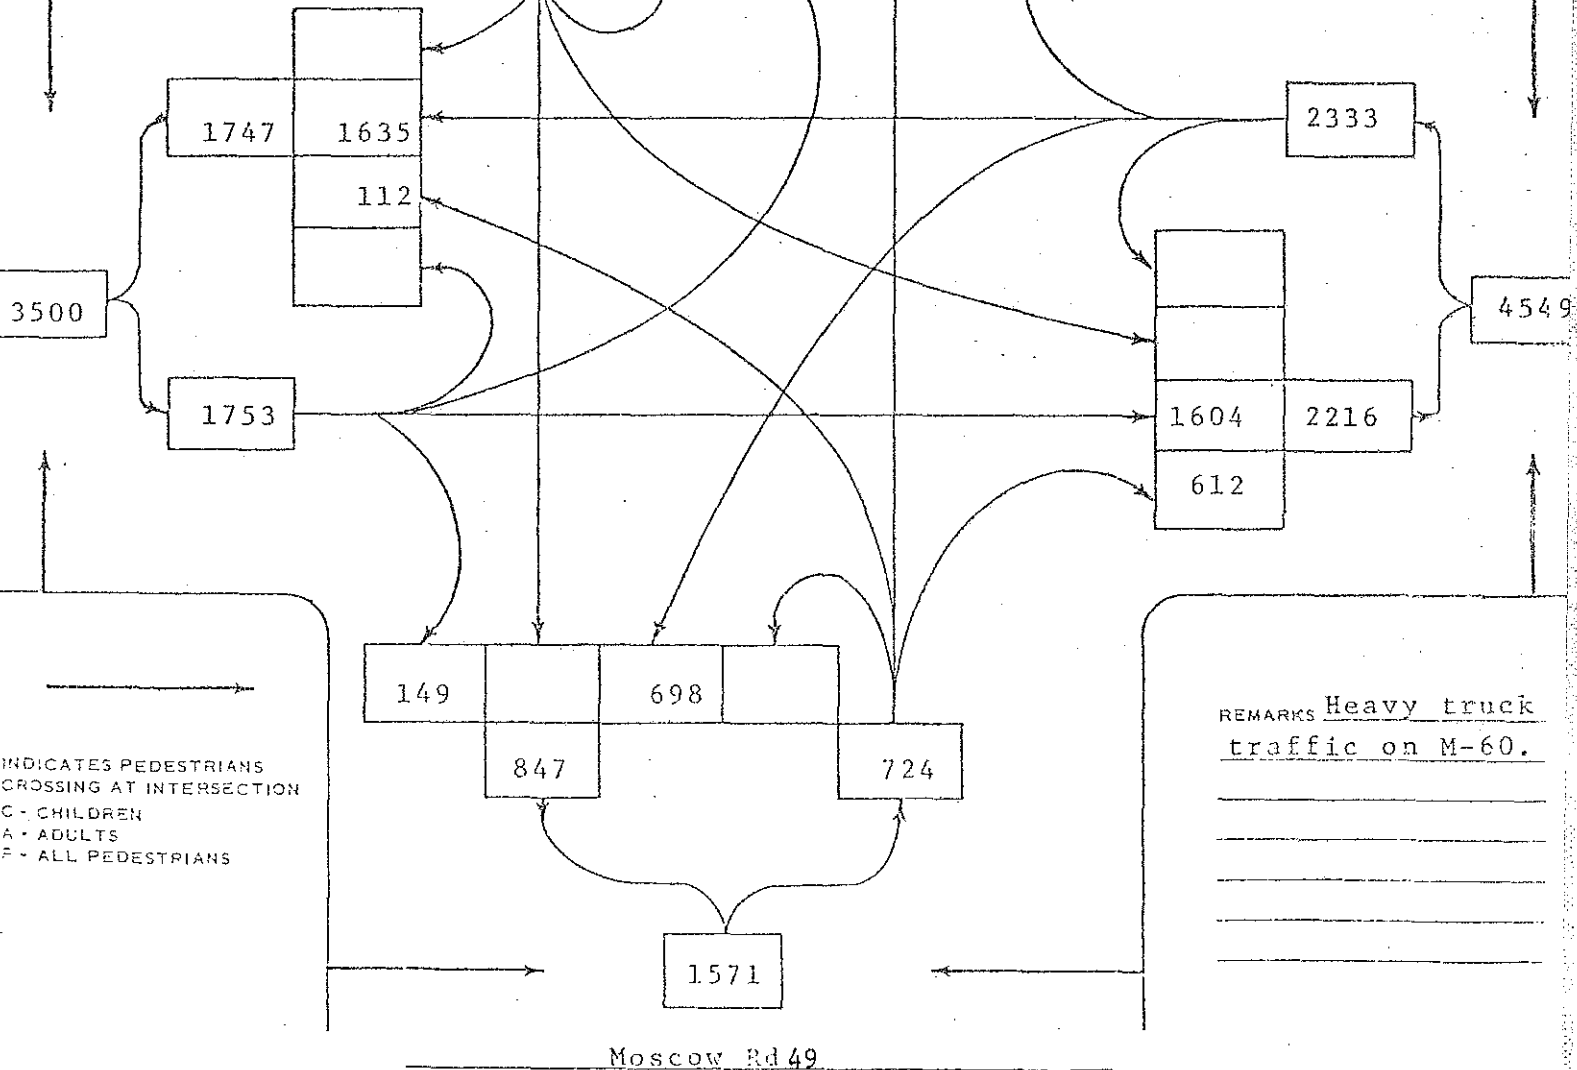 1747 1635
2333
112
3500
4549
1753
1604 2216
612
149 698
847 724
REMARKS Heavy truck
traffic on M-60.
INDICATES PEDESTRIANS
CROSSING AT INTERSECTION
C - CHILDREN
A - ADULTS
P - ALL PEDESTRIANS
1571
Moscow Rd 49